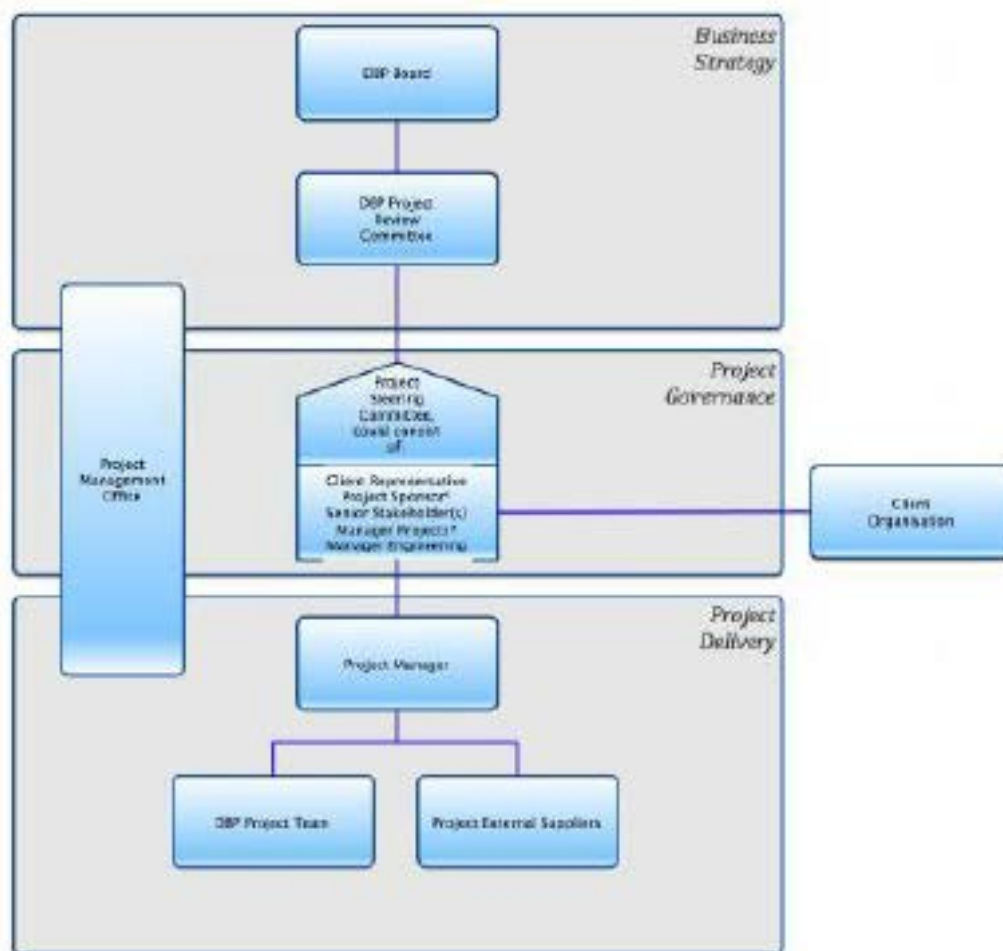 Business
Strategy
DBP Board
DBP Project
Review
Committee
Project
Governance
Project
Steering
Committee,
could consist
of:
Project
Management
Office
Client Representative
Project Sponsor*
Senior Stakeholder(s)
Manager Projects*
Manager Engineering
Client
Organisation
Project
Delivery
Project Manager
DBP Project Team
Project External Suppliers